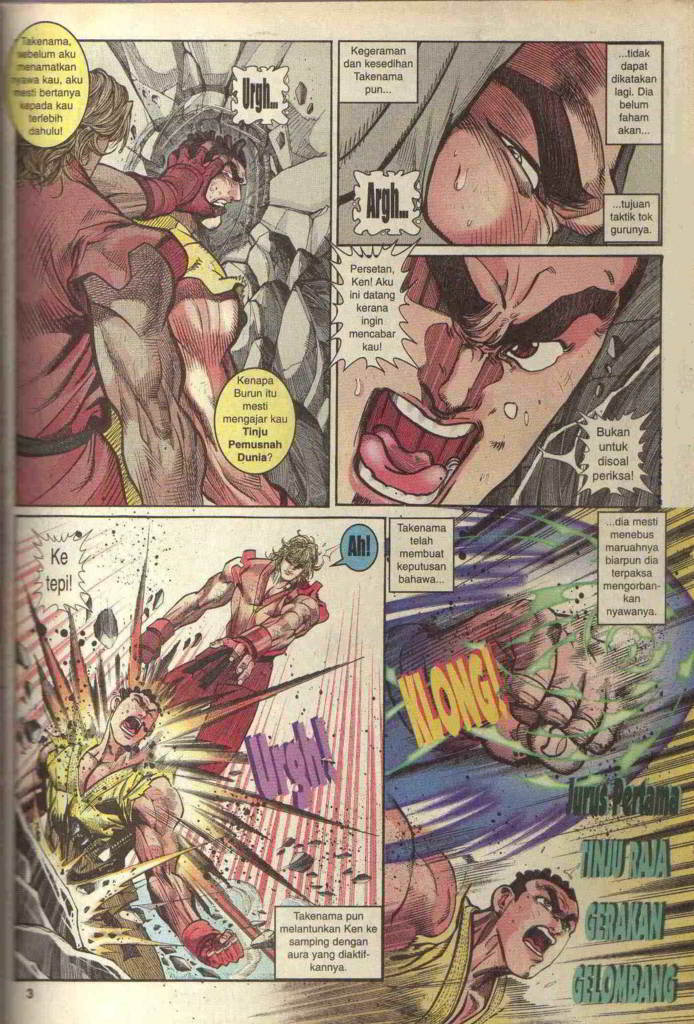 Takenama,
sebelum aku
menamatkan
nyawa kau, aku
mesti bertanya
kepada kau
terlebih
dahulu!
Urgh...
Kenapa
Burun itu
mesti
mengajar kau
Tinju
Pemusnah
Dunia?
Kegeraman
dan kesedihan
Takenama
pun...
...tidak
dapat
dikatakan
lagi. Dia
belum
faham
akan...
Argh...
...tujuan
taktik tok
gurunya.
Persetan,
Ken! Aku
ini datang
kerana
ingin
mencabar
kau!
Bukan
untuk
disoal
periksa!
Ke
tepi!
Ah!
Urgh!
Takenama pun
melantunkan Ken ke
samping dengan
aura yang diaktif-
kannya.
Takenama
telah
membuat
keputusan
bahawa...
...dia mesti
menebus
maruahnya
biarpun dia
terpaksa
mengorban-
kan
nyawanya.
KLONG!
Jurus Pertama
TINJU RAJA
GERAKAN
GELOMBANG
3